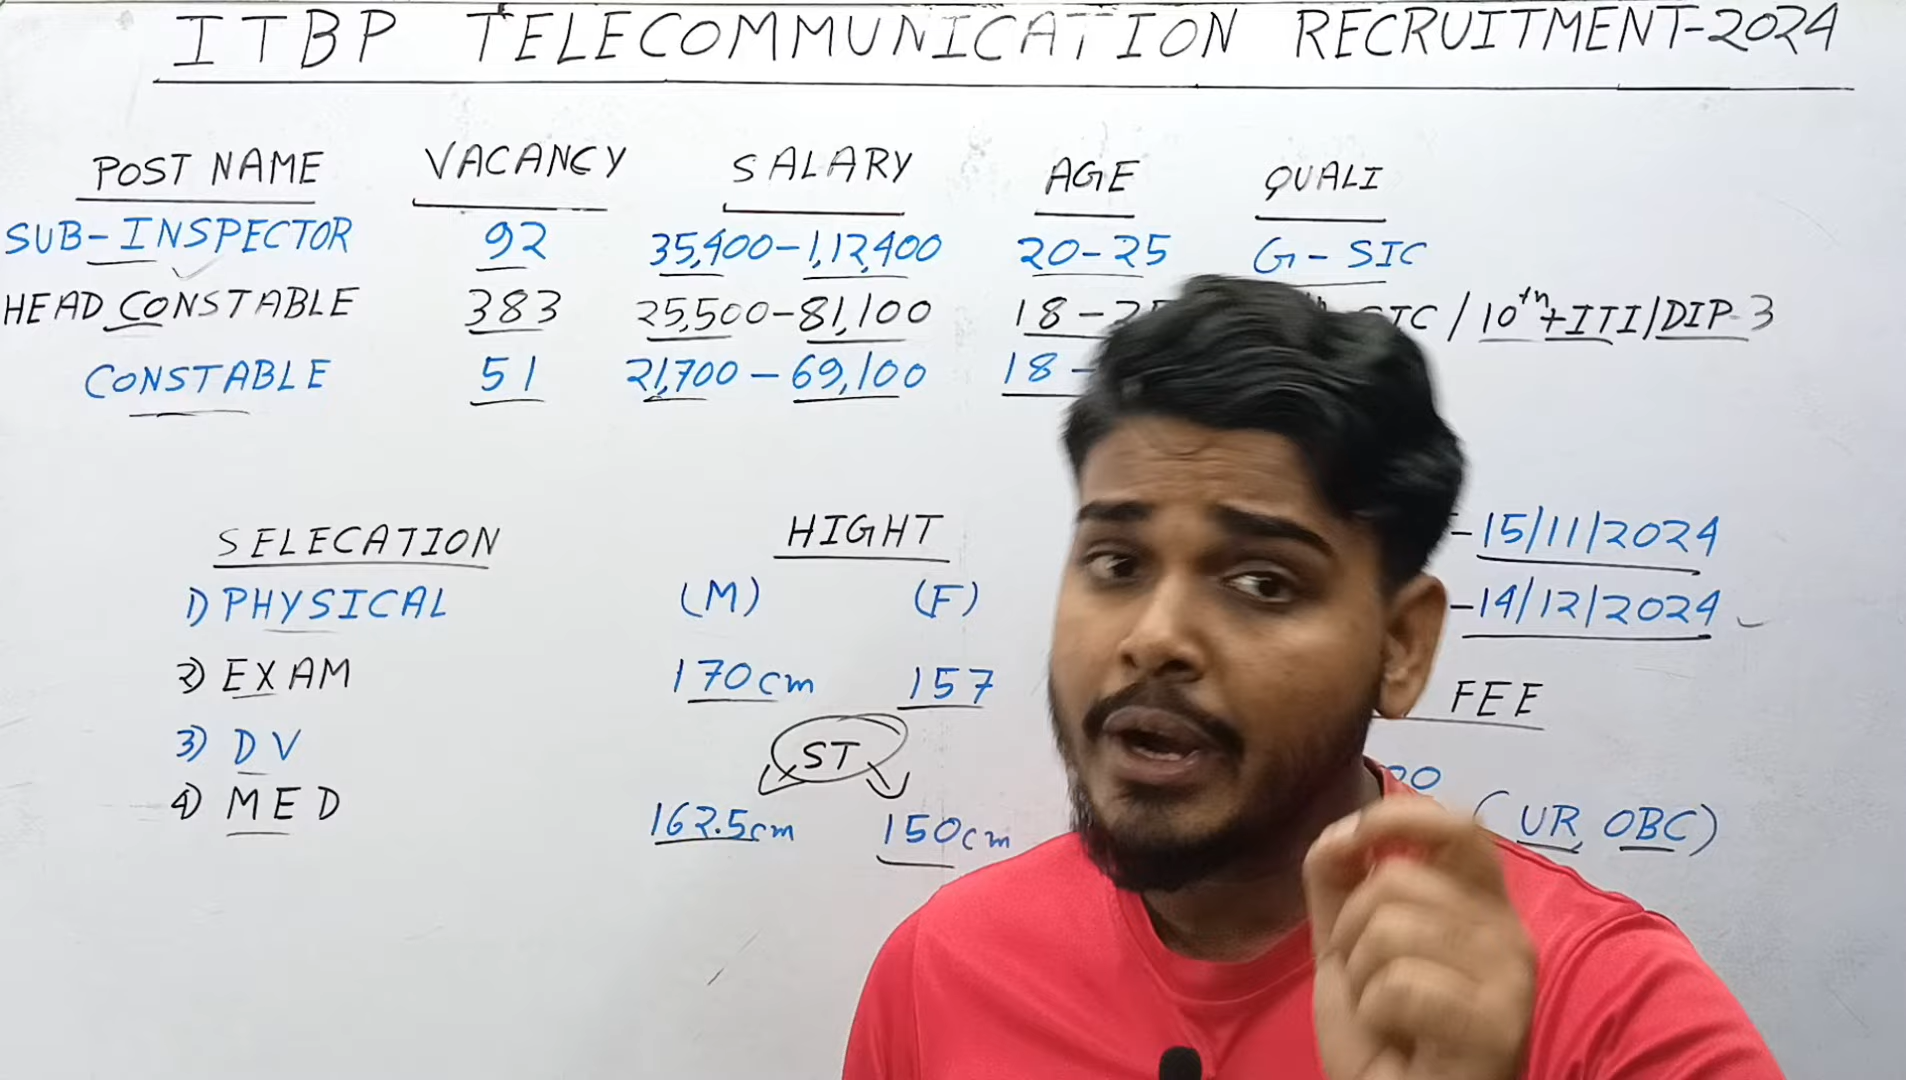 ITBP TELECOMMUNICATION RECRUITMENT-2024
POST NAME VACANCY SALARY AGE QUALI
SUB-INSPECTOR 92 35,400-1,12,400 20-25 G-SIC
HEAD CONSTABLE 383 25,500-81,100 18-25 / 10th+ITI/DIP-3
CONSTABLE 51 21,700-69,100 18-
SELECATION HIGHT -15/11/2024
1) PHYSICAL (M) (F) -14/12/2024
2) EXAM 170cm 157 FEE
3) DV ST
4) MED 162.5cm 150cm (UR OBC)